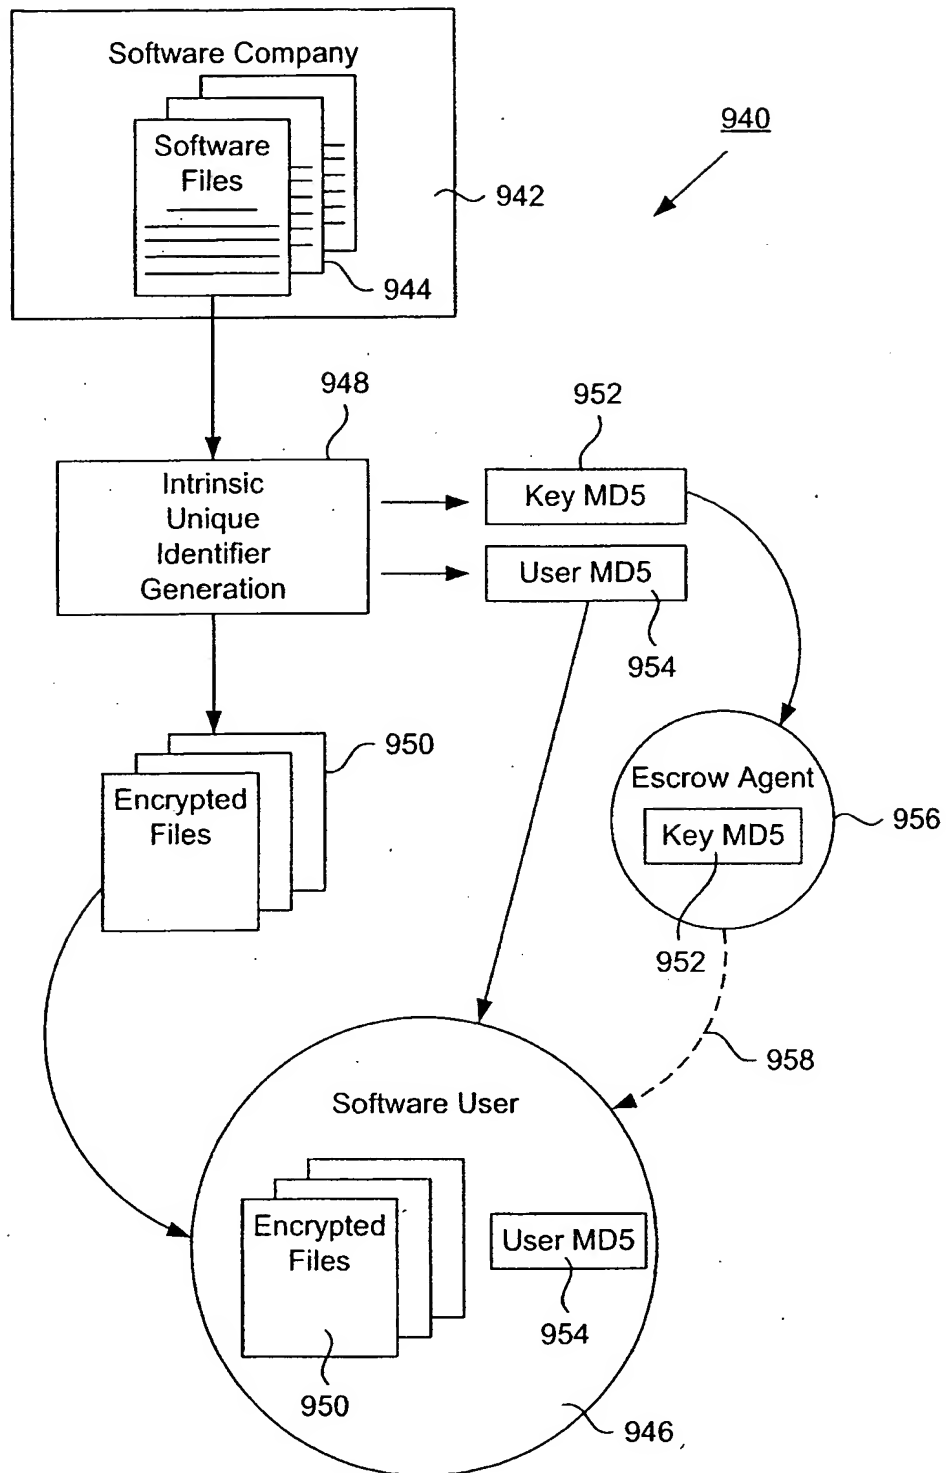 Software Company
940
Software
Files
942
944
948
952
Intrinsic
Unique
Identifier
Generation
Key MD5
User MD5
954
950
Encrypted
Files
Escrow Agent
Key MD5
956
952
958
Software User
Encrypted
Files
User MD5
954
950
946